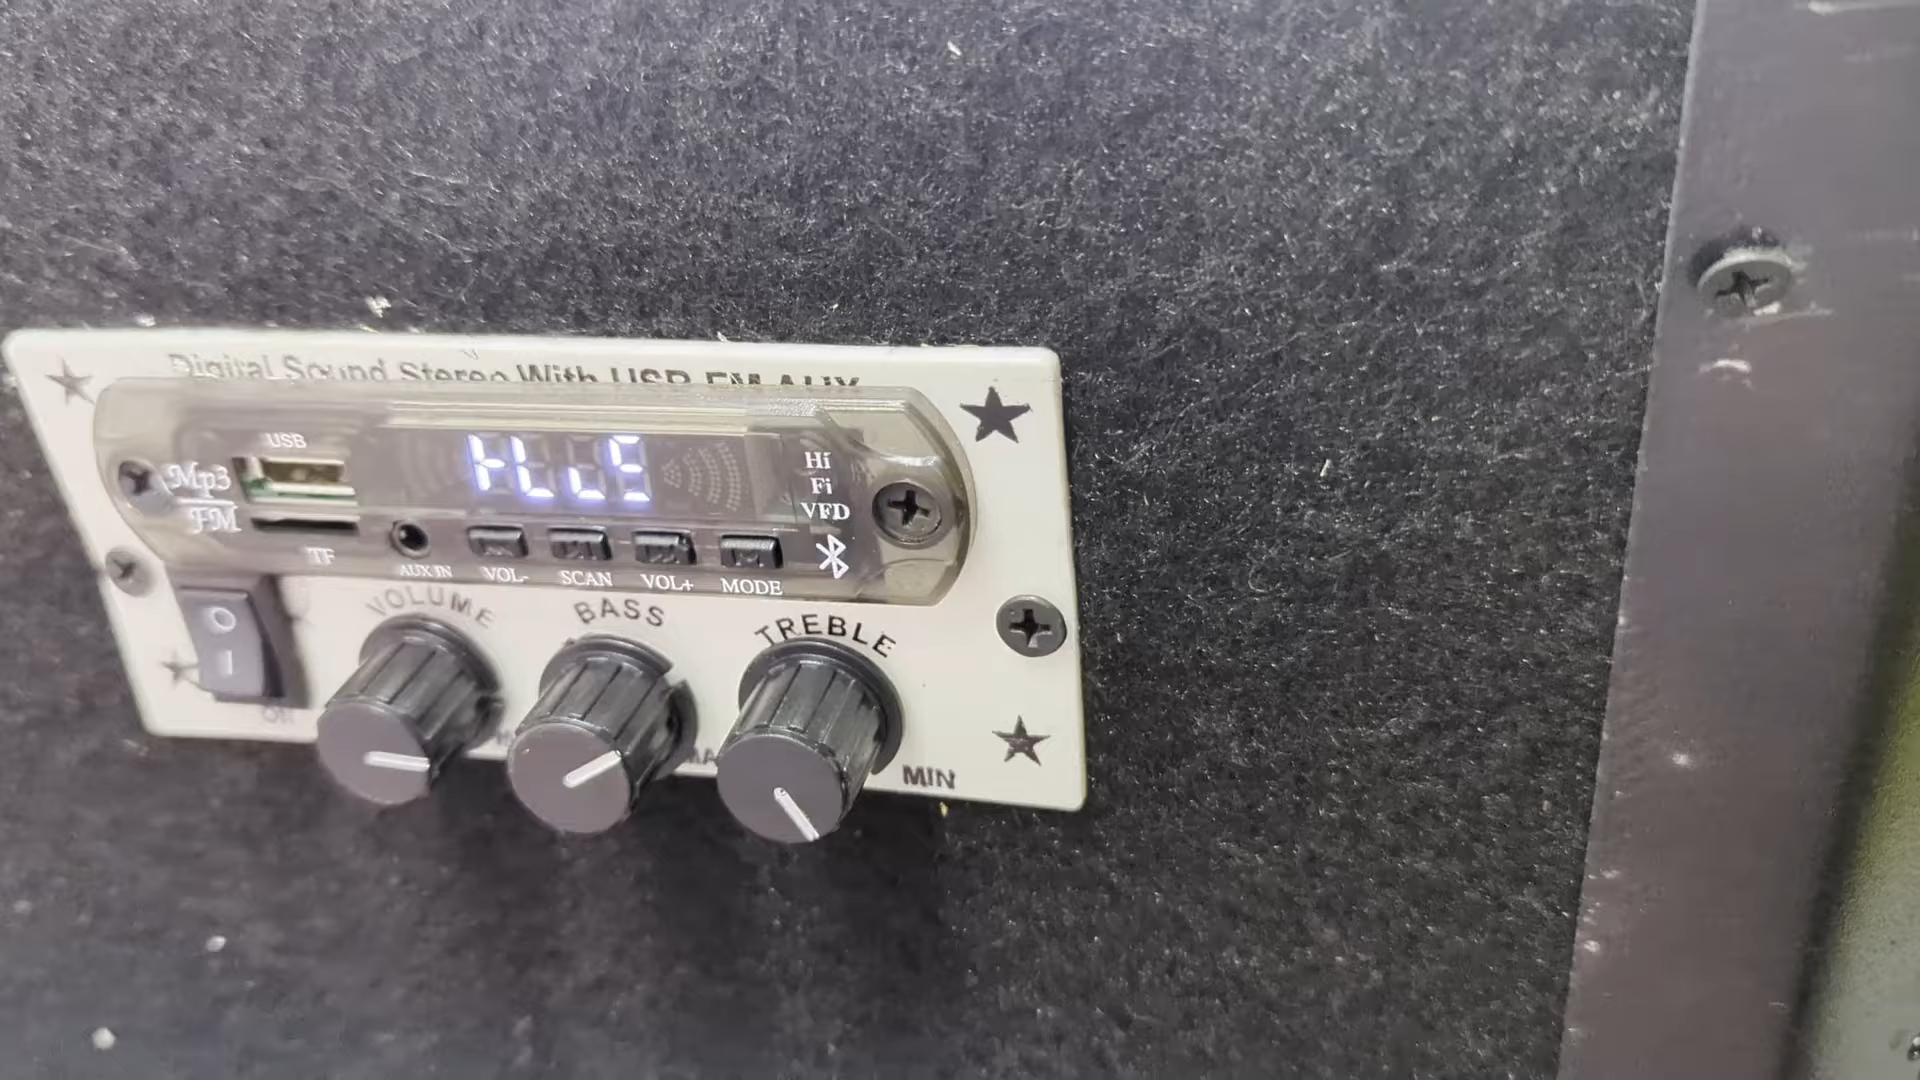 Digital Sound Stereo With USB FM AUX
USB
Mp3
FM
TF
AUX IN
VOL-
SCAN
VOL+
MODE
Hi
Fi
VFD
VOLUME
BASS
TREBLE
O
I
ON
MIN